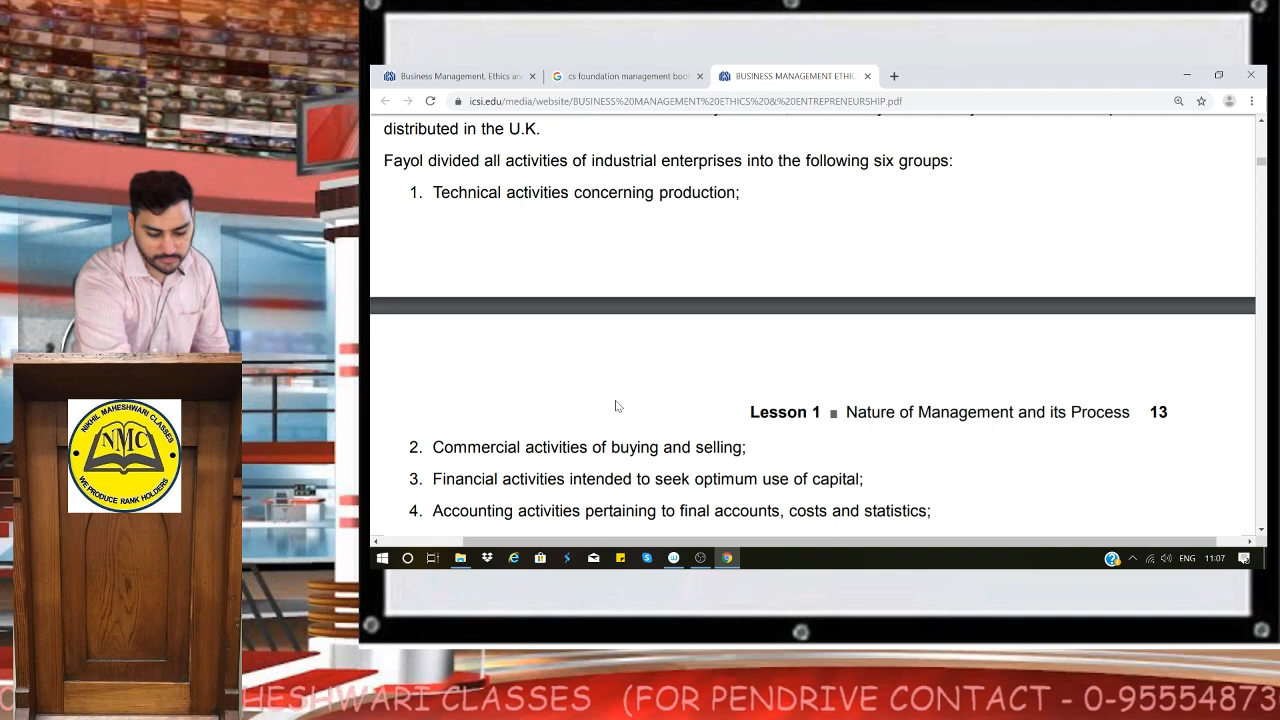 Business Management, Ethics an
cs foundation management boo
BUSINESS MANAGEMENT ETHIC
icsi.edu/media/website/BUSINESS%20MANAGEMENT%20ETHICS%20&%20ENTREPRENEURSHIP.pdf
distributed in the U.K.
Fayol divided all activities of industrial enterprises into the following six groups:
1. Technical activities concerning production;
Lesson 1 ■ Nature of Management and its Process 13
2. Commercial activities of buying and selling;
3. Financial activities intended to seek optimum use of capital;
4. Accounting activities pertaining to final accounts, costs and statistics;
ENG 11:07
NIKHIL MAHESHWARI CLASSES
NMC
WE PRODUCE RANK HOLDERS
HESHWARI CLASSES (FOR PENDRIVE CONTACT - 0-95554873